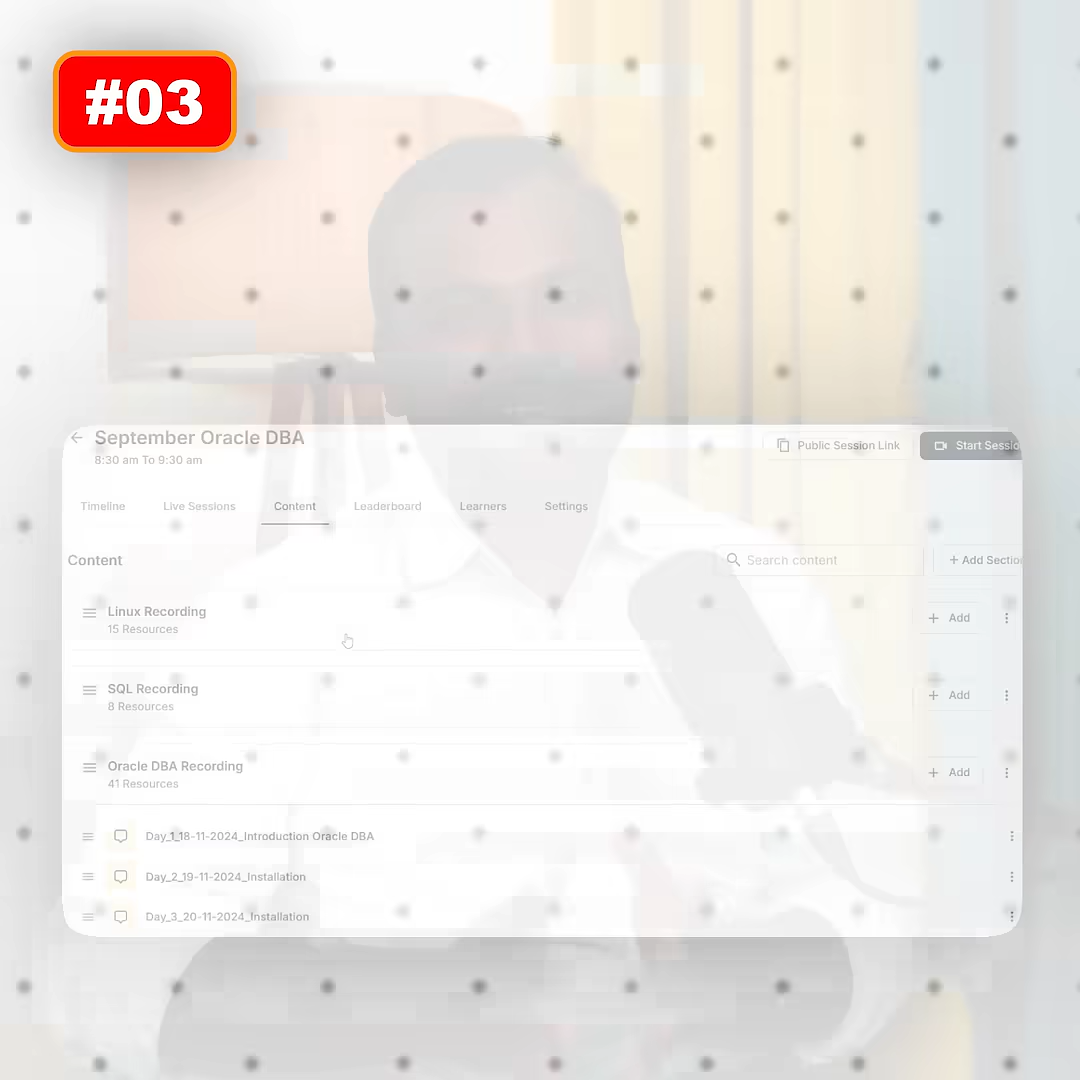 #03
September Oracle DBA
8:30 am To 9:30 am
Public Session Link
Start Sessio
Timeline
Live Sessions
Content
Leaderboard
Learners
Settings
Content
Search content
+ Add Sectio
Linux Recording
15 Resources
+ Add
SQL Recording
8 Resources
+ Add
Oracle DBA Recording
41 Resources
+ Add
Day_1_18-11-2024_Introduction Oracle DBA
Day_2_19-11-2024_Installation
Day_3_20-11-2024_Installation